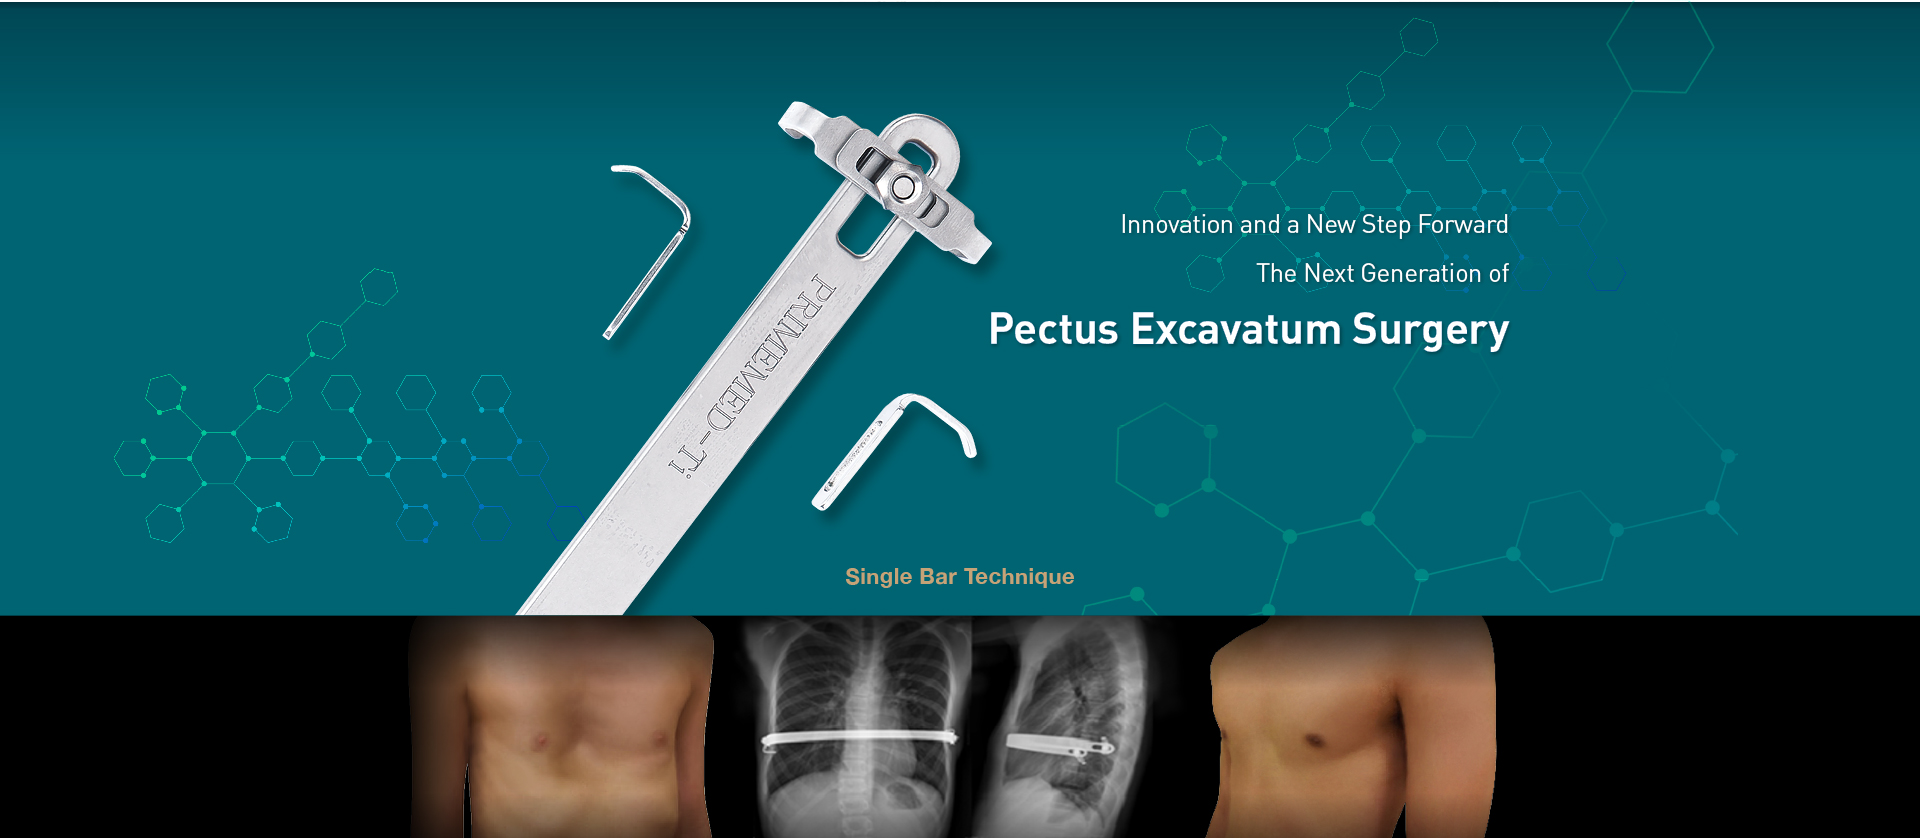 Innovation and a New Step Forward
The Next Generation of
Pectus Excavatum Surgery
PRIMEMED-Ti
Single Bar Technique